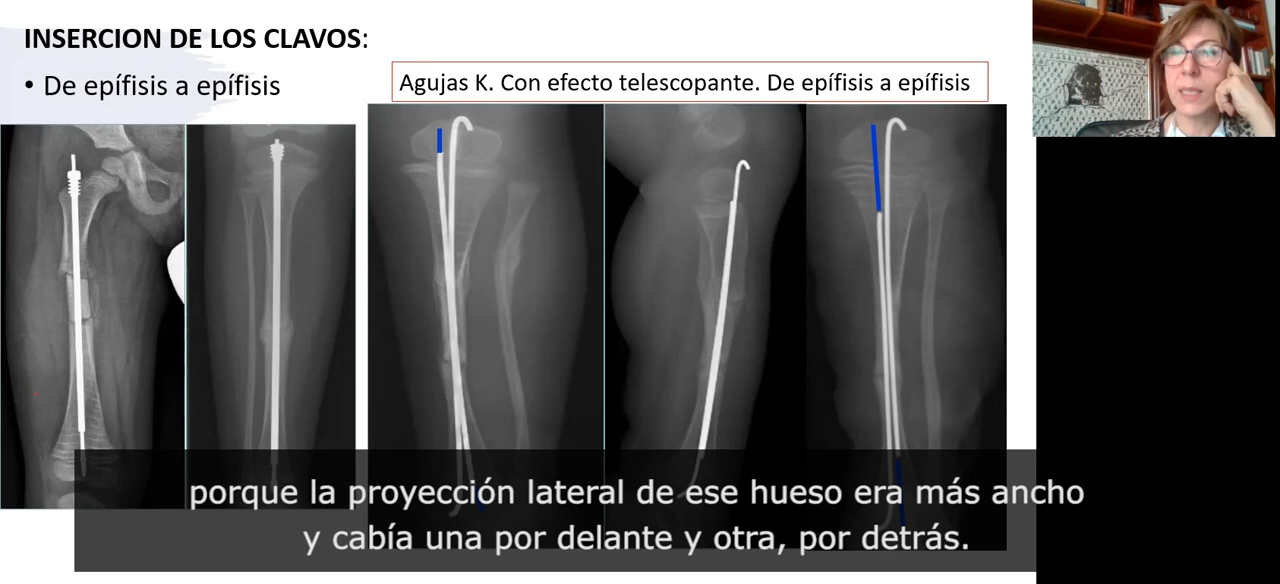 INSERCION DE LOS CLAVOS:
• De epífisis a epífisis
Agujas K. Con efecto telescopante. De epífisis a epífisis
porque la proyección lateral de ese hueso era más ancho
y cabía una por delante y otra, por detrás.